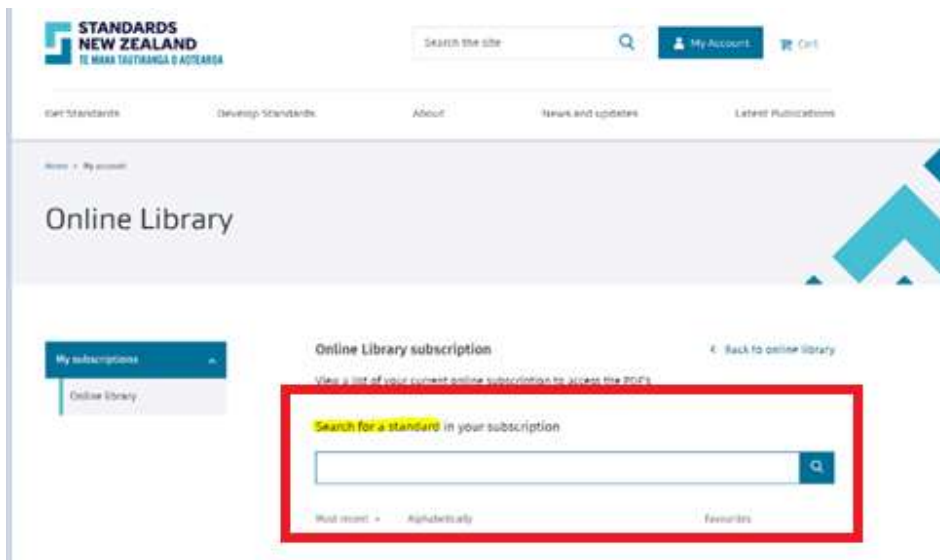 STANDARDS
NEW ZEALAND
TE MANA TAUTIKANGA O AOTEAROA
Search the site
My Account
Cart
Get Standards
Develop Standards
About
News and updates
Latest Publications
Home > My account
Online Library
My subscriptions
Online library
Online Library subscription
< Back to online library
View a list of your current online subscription to access the PDF's
Search for a standard in your subscription
Most recent
Alphabetically
Favourites